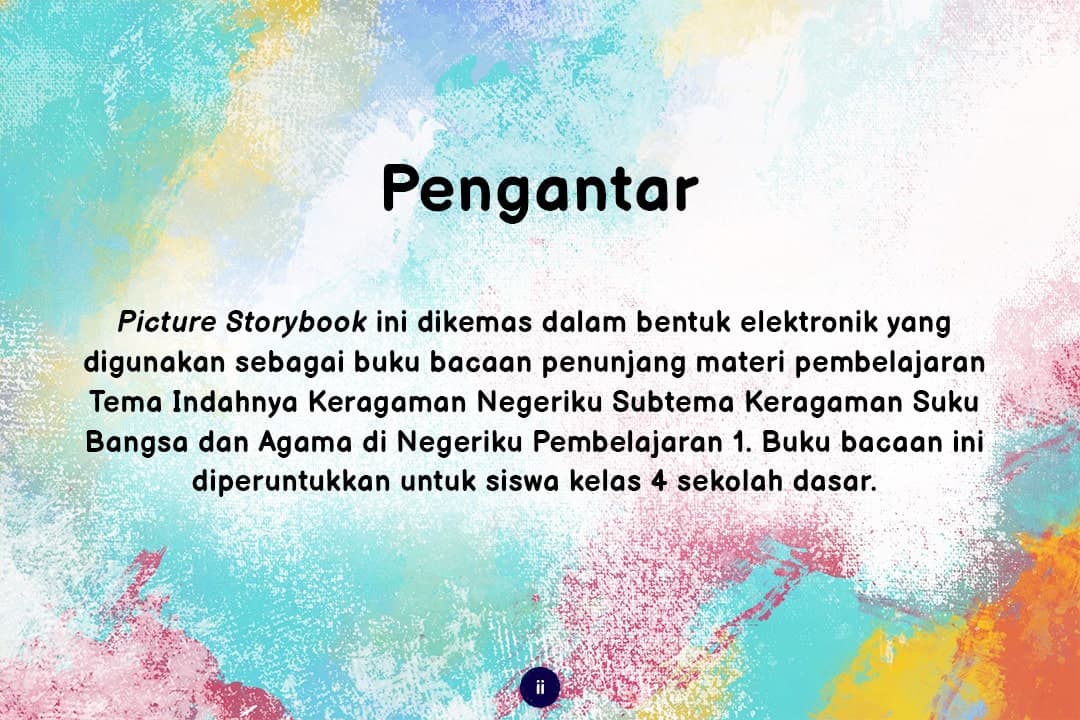 Pengantar
Picture Storybook ini dikemas dalam bentuk elektronik yang
digunakan sebagai buku bacaan penunjang materi pembelajaran
Tema Indahnya Keragaman Negeriku Subtema Keragaman Suku
Bangsa dan Agama di Negeriku Pembelajaran 1. Buku bacaan ini
diperuntukkan untuk siswa kelas 4 sekolah dasar.
ii